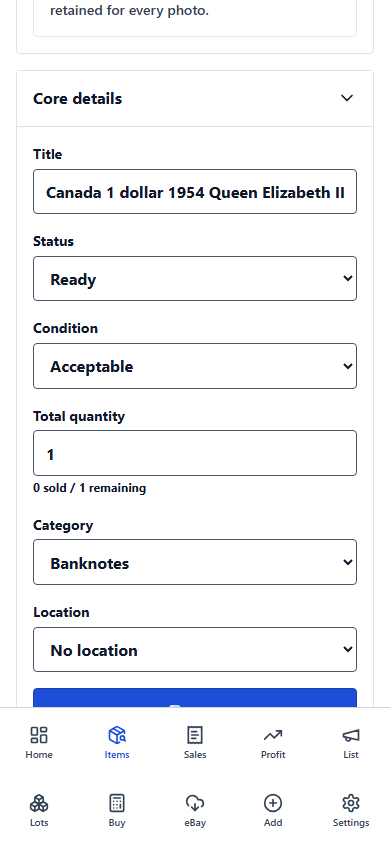 retained for every photo.
Core details
Title
Canada 1 dollar 1954 Queen Elizabeth II
Status
Ready
Condition
Acceptable
Total quantity
1
0 sold / 1 remaining
Category
Banknotes
Location
No location
Home
Items
Sales
Profit
List
Lots
Buy
eBay
Add
Settings